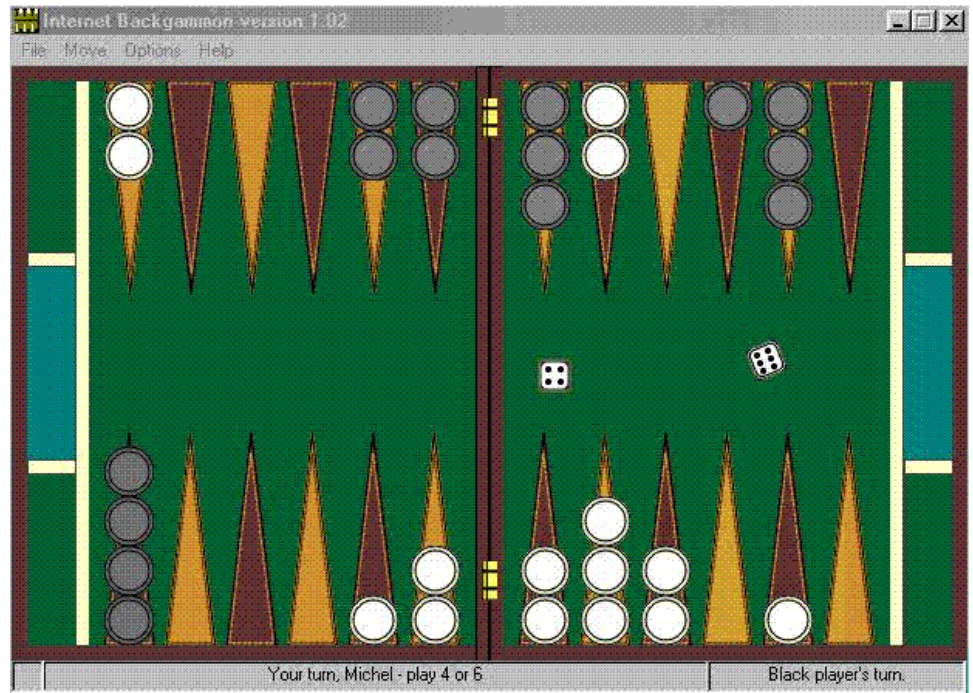 Internet Backgammon version 1.02
File Move Options Help
Your turn, Michel - play 4 or 6
Black player's turn.